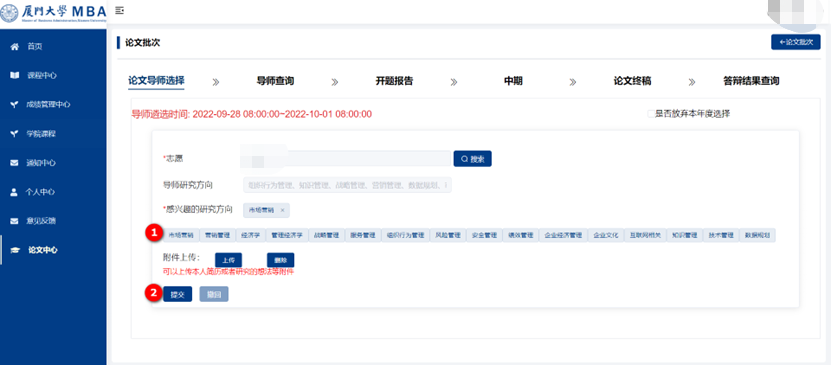 厦门大学 MBA
Master of Business Administration Xiamen University
论文批次
←论文批次
首页
课程中心
成绩管理中心
学院课程
通知中心
个人中心
意见反馈
论文中心
论文导师选择 >> 导师查询 >> 开题报告 >> 中期 >> 论文终稿 >> 答辩结果查询
导师遴选时间: 2022-09-28 08:00:00~2022-10-01 08:00:00
是否放弃本年度选择
*志愿 搜索
导师研究方向 组织行为管理、知识管理、战略管理、营销管理、数据规划、
*感兴趣的研究方向 市场营销 ×
1 市场营销 营销管理 经济学 管理经济学 战略管理 服务管理 组织行为管理 风险管理 安全管理 绩效管理 企业经济管理 企业文化 互联网相关 知识管理 技术管理 数据规划
附件上传: 上传 删除
可以上传本人简历或者研究的想法等附件
2 提交 撤回